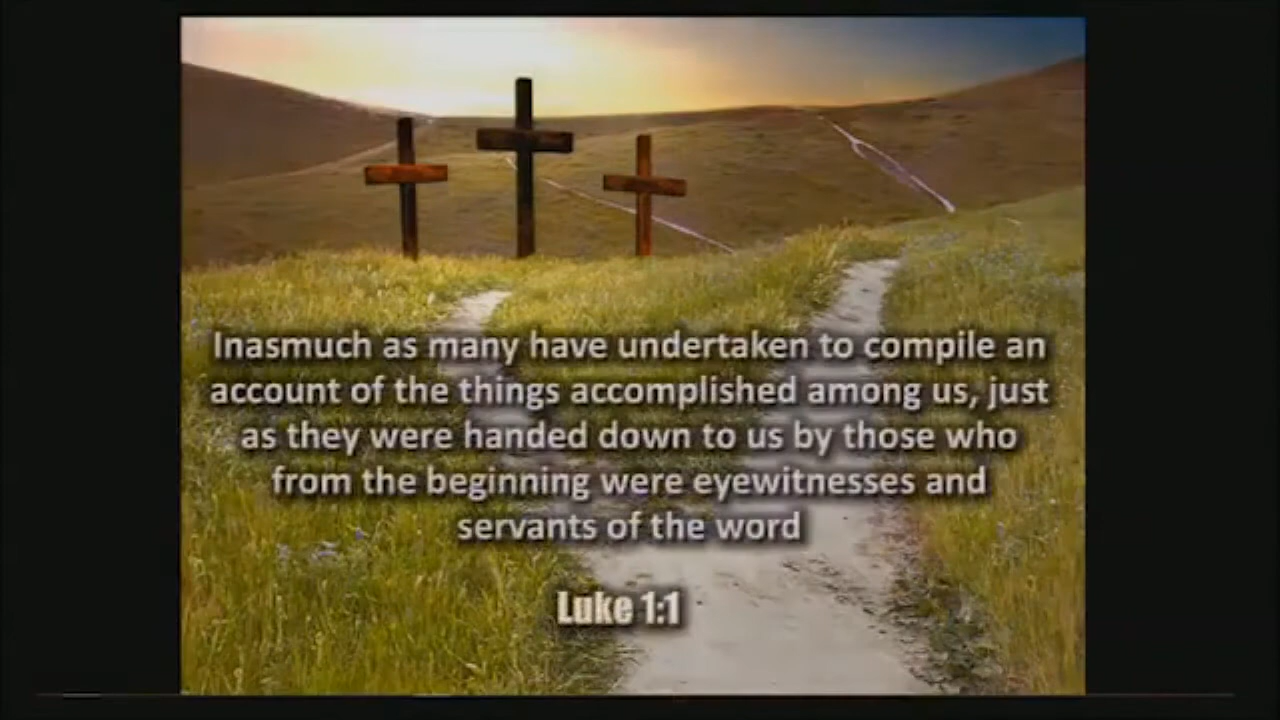 Inasmuch as many have undertaken to compile an
account of the things accomplished among us, just
as they were handed down to us by those who
from the beginning were eyewitnesses and
servants of the word
Luke 1:1